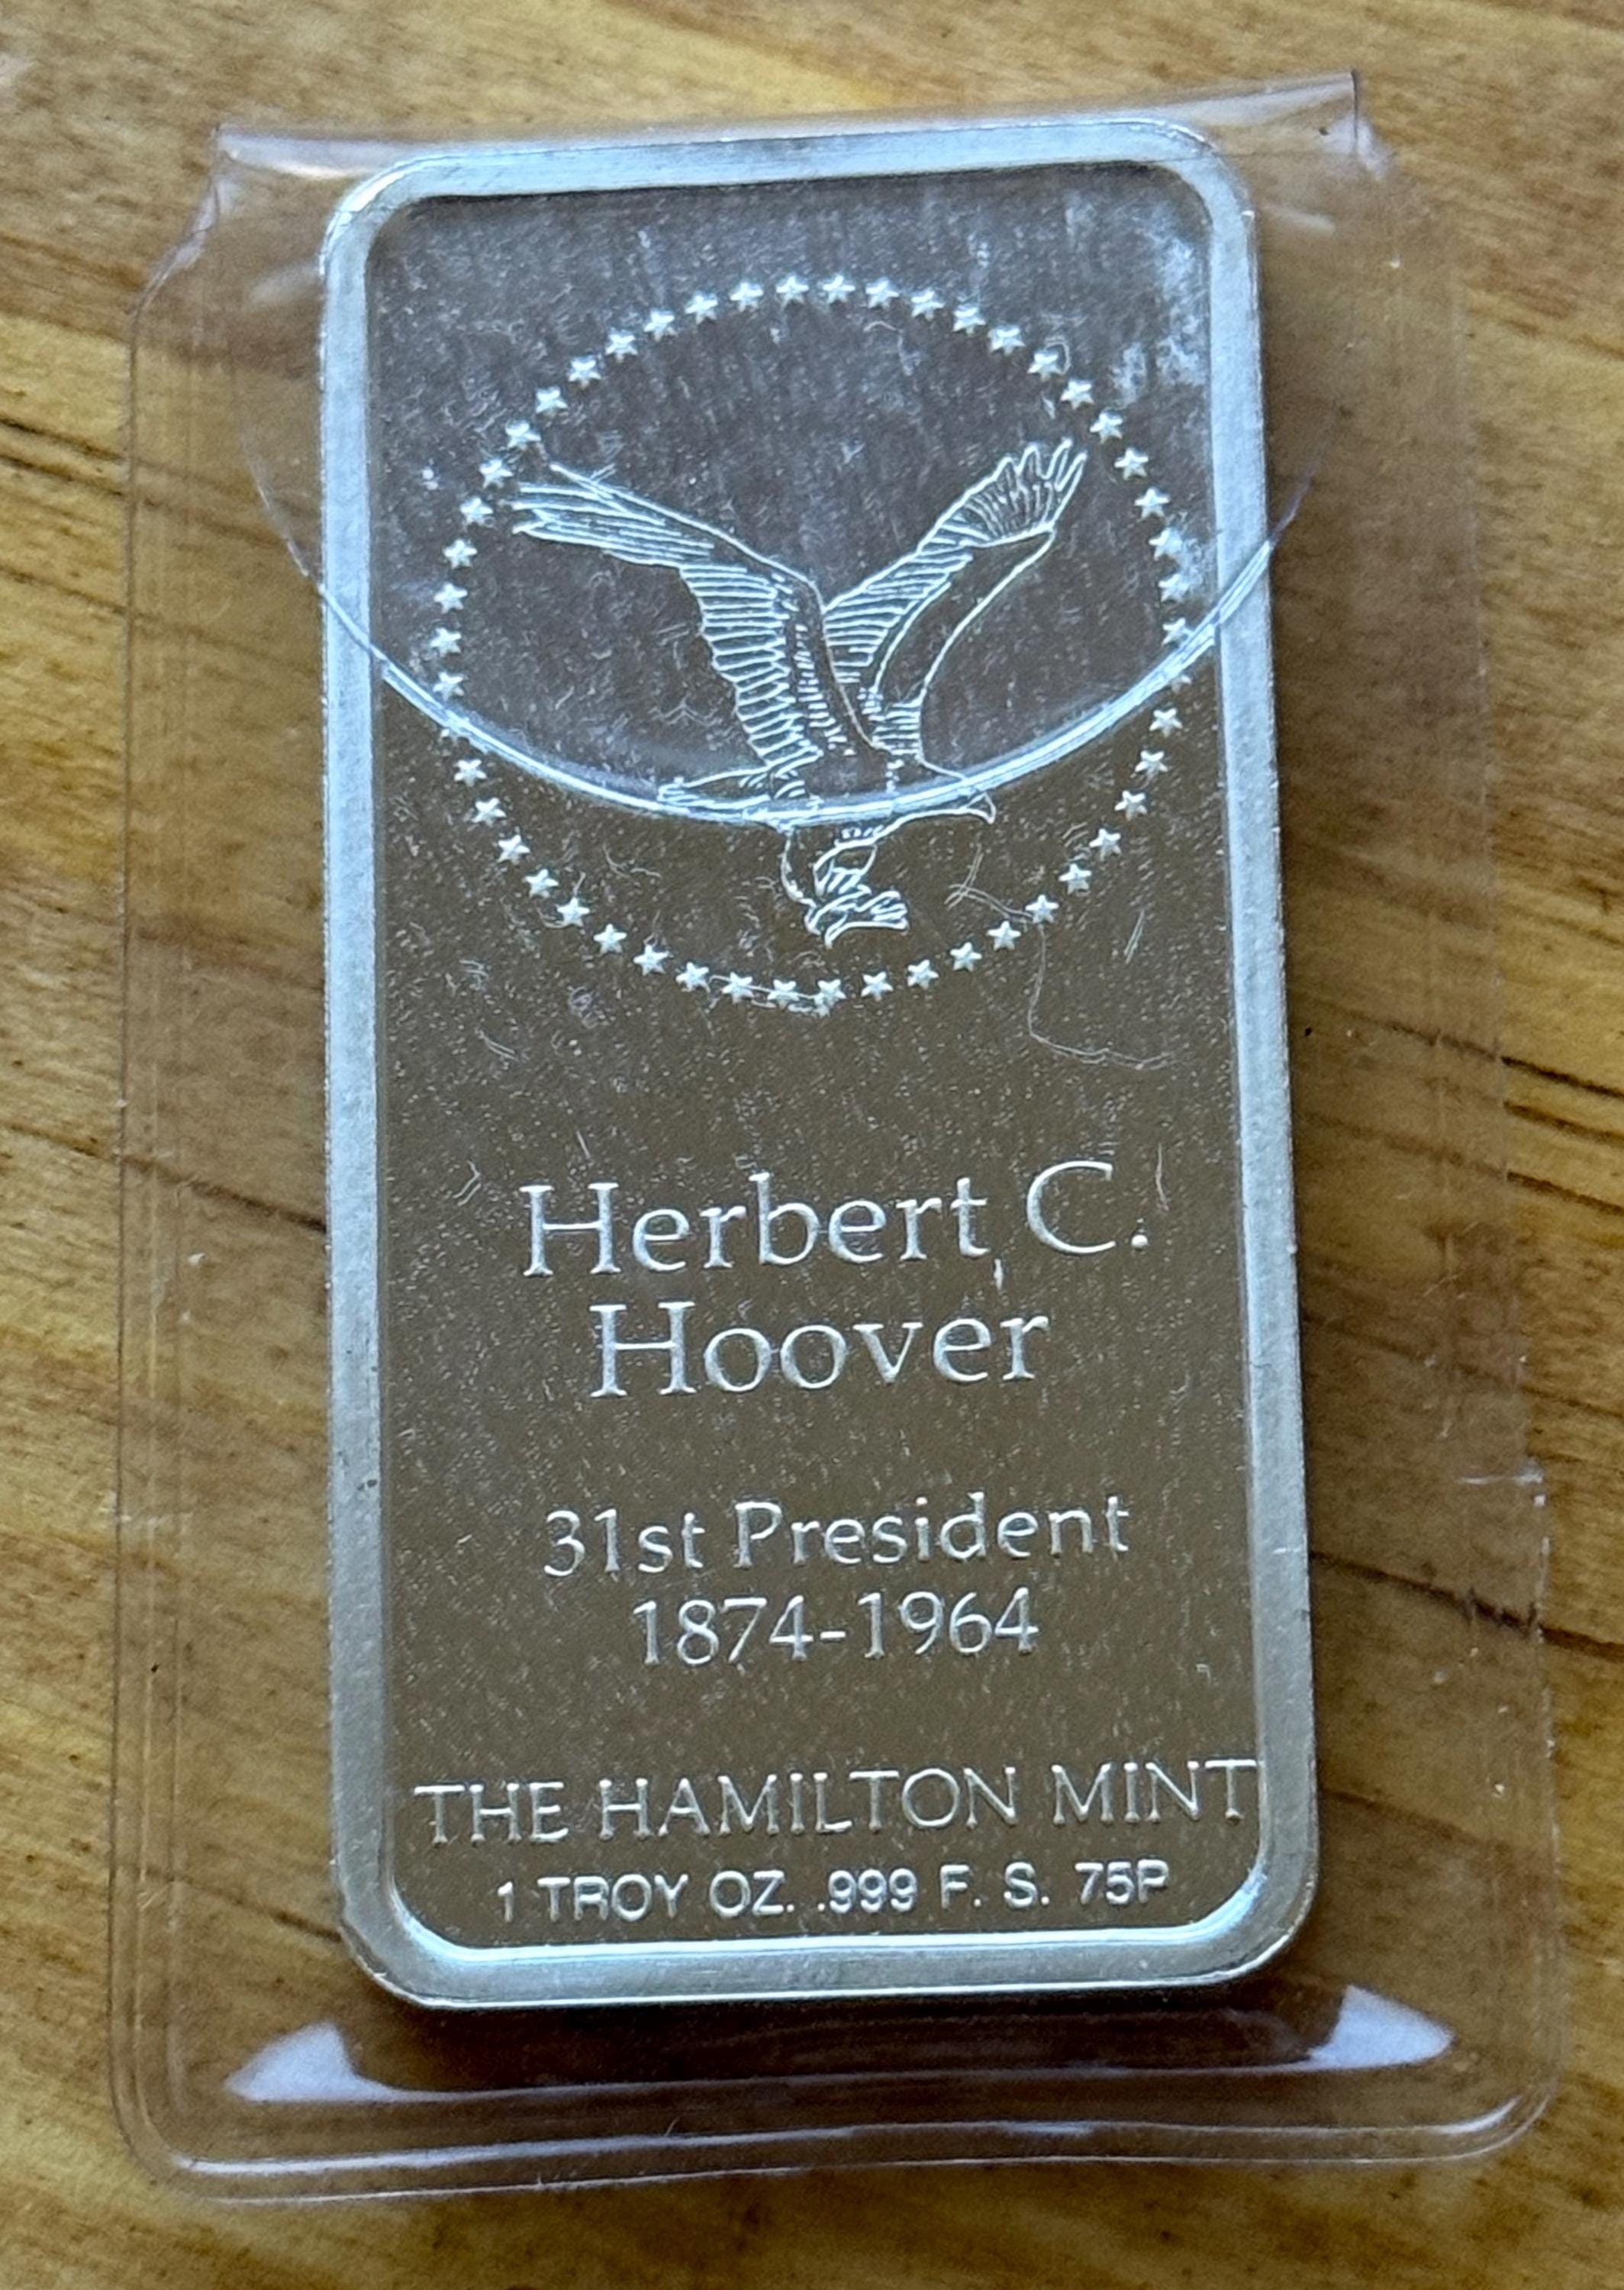 Herbert C.
Hoover
31st President
1874-1964
THE HAMILTON MINT
1 TROY OZ. .999 F. S. 75P